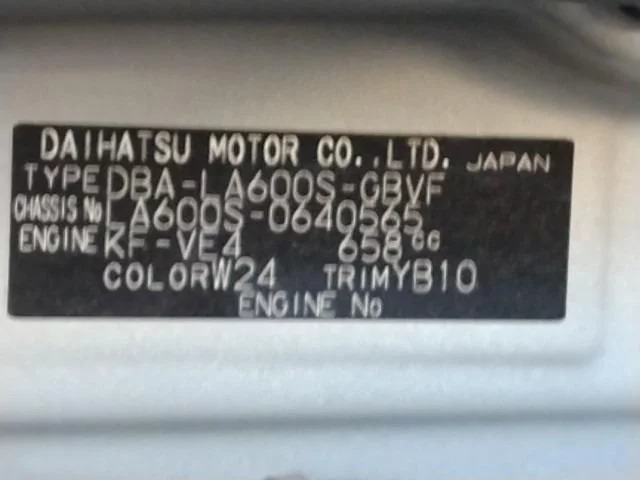 DAIHATSU MOTOR CO.,LTD. JAPAN
TYPE DBA-LA600S-GBVF
CHASSIS No LA600S-0640565
ENGINE KF-VE4 658cc
COLOR W24 TRIM YB10
ENGINE No